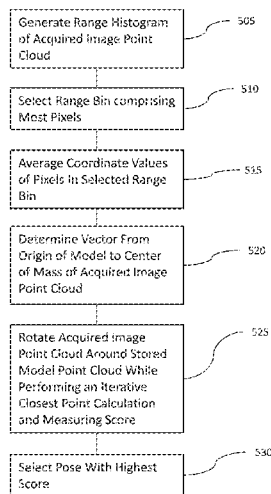 Generate Range Histogram
of Acquired Image Point
Cloud
505
Select Range Bin comprising
Most Pixels
510
Average Coordinate Values
of Pixels in Selected Range
Bin
515
Determine Vector From
Origin of Model to Center
of Mass of Acquired Image
Point Cloud
520
Rotate Acquired Image
Point Cloud Around Stored
Model Point Cloud While
Performing an Iterative
Closest Point Calculation
and Measuring Score
525
Select Pose With Highest
Score
530